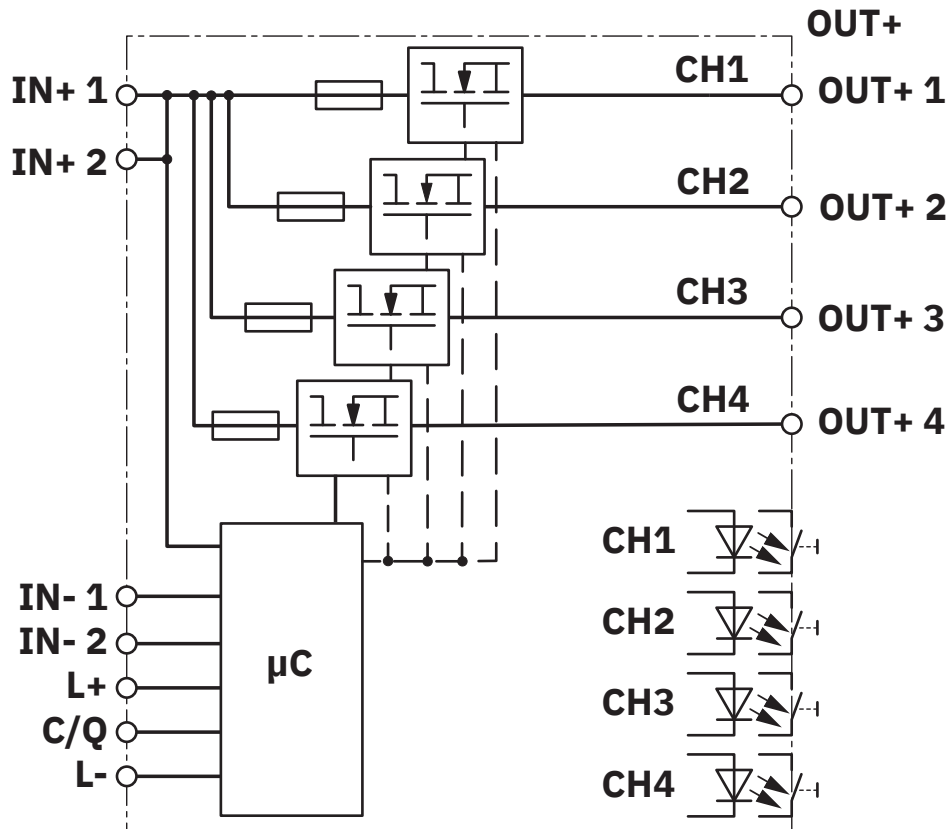 OUT+
IN+ 1
CH1
OUT+ 1
IN+ 2
CH2
OUT+ 2
CH3
OUT+ 3
CH4
OUT+ 4
CH1
IN- 1
CH2
IN- 2
µC
L+
CH3
C/Q
L-
CH4